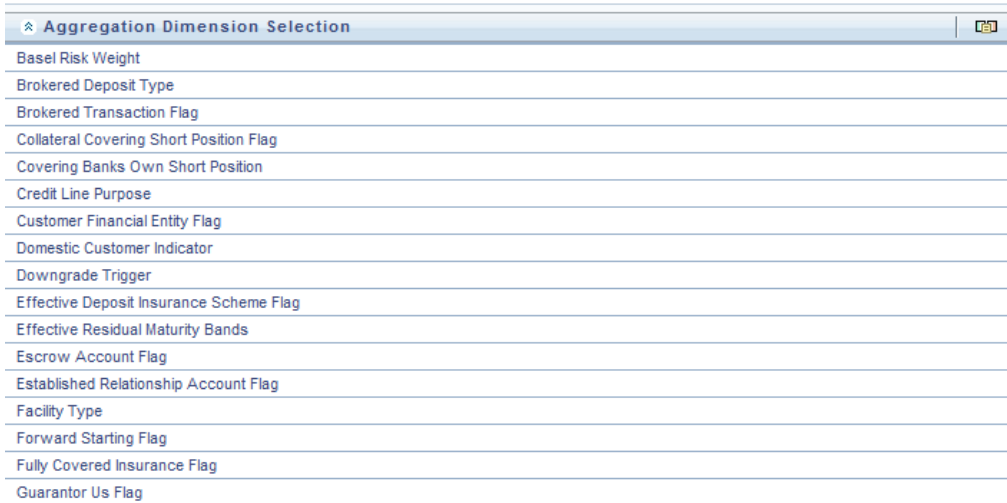 Aggregation Dimension Selection
Basel Risk Weight
Brokered Deposit Type
Brokered Transaction Flag
Collateral Covering Short Position Flag
Covering Banks Own Short Position
Credit Line Purpose
Customer Financial Entity Flag
Domestic Customer Indicator
Downgrade Trigger
Effective Deposit Insurance Scheme Flag
Effective Residual Maturity Bands
Escrow Account Flag
Established Relationship Account Flag
Facility Type
Forward Starting Flag
Fully Covered Insurance Flag
Guarantor Us Flag